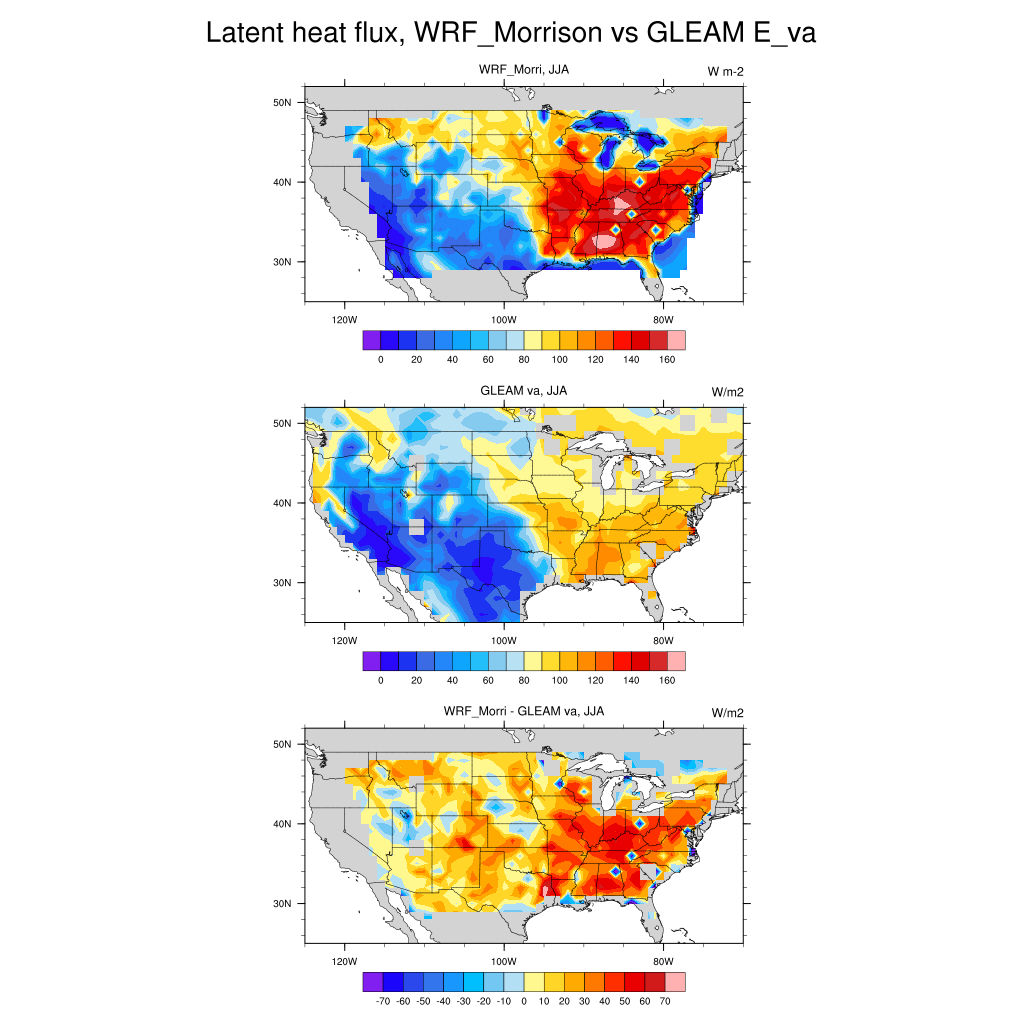 Latent heat flux, WRF_Morrison vs GLEAM E_va
WRF_Morri, JJA
W m-2
50N
40N
30N
120W 100W 80W
0 20 40 60 80 100 120 140 160
GLEAM va, JJA
W/m2
50N
40N
30N
120W 100W 80W
0 20 40 60 80 100 120 140 160
WRF_Morri - GLEAM va, JJA
W/m2
50N
40N
30N
120W 100W 80W
-70 -60 -50 -40 -30 -20 -10 0 10 20 30 40 50 60 70